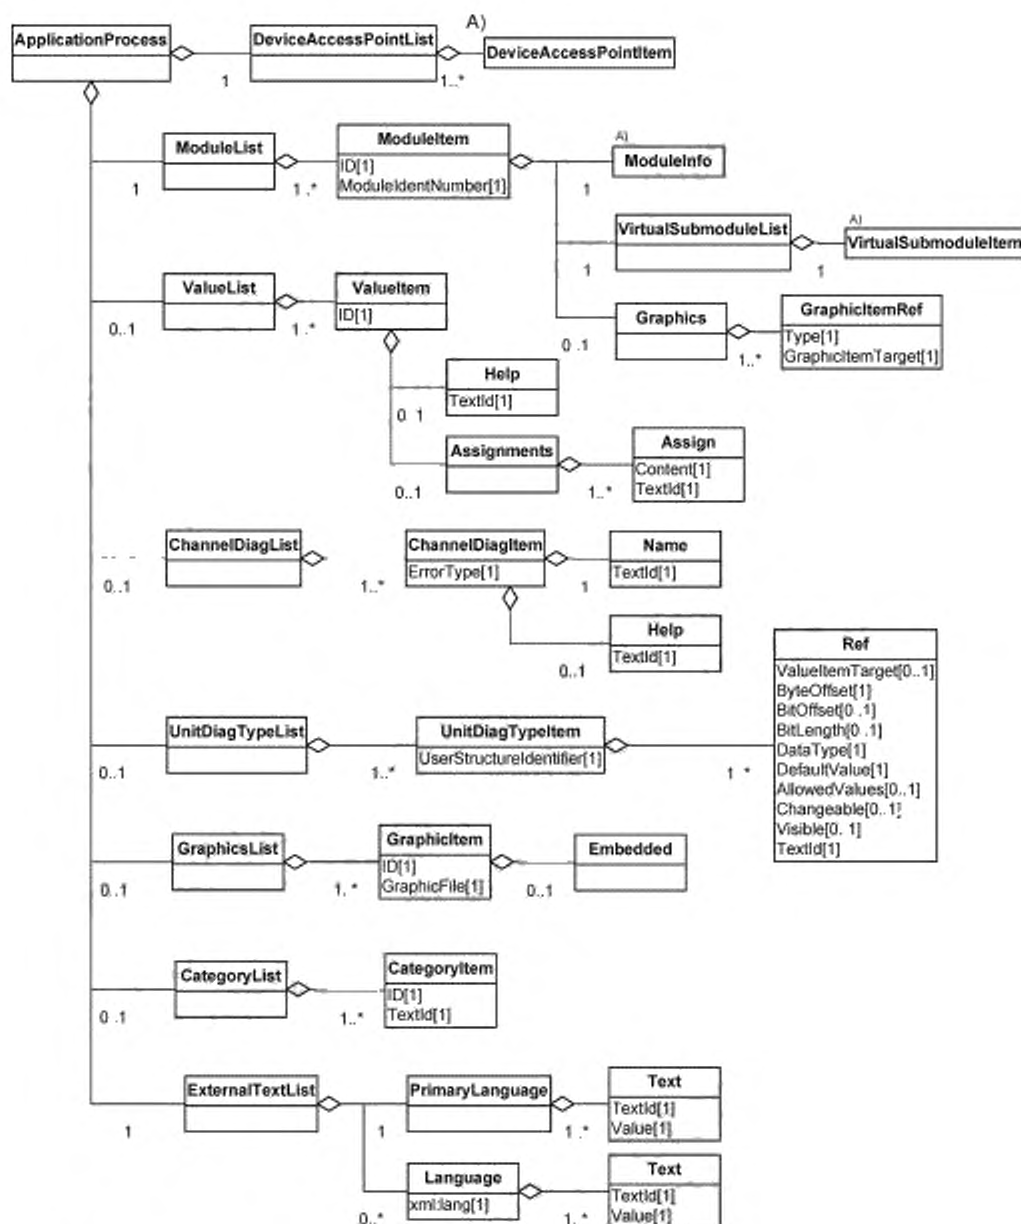 A)
ApplicationProcess
DeviceAccessPointList
DeviceAccessPointItem
1
1..*
ModuleList
ModuleItem
ID[1]
ModuleIdentNumber[1]
A)
ModuleInfo
1
1..*
1
VirtualSubmoduleList
A)
VirtualSubmoduleItem
1
1
ValueList
ValueItem
ID[1]
0..1
1..*
Graphics
GraphicItemRef
Type[1]
GraphicItemTarget[1]
0 .1
1..*
Help
TextId[1]
0 1
Assignments
Assign
Content[1]
TextId[1]
0..1
1..*
ChannelDiagList
ChannelDiagItem
ErrorType[1]
Name
TextId[1]
0..1
1..*
1
Help
TextId[1]
0..1
Ref
ValueItemTarget[0..1]
ByteOffset[1]
BitOffset[0 .1]
BitLength[0 .1]
DataType[1]
DefaultValue[1]
AllowedValues[0..1]
Changeable[0..1]
Visible[0. 1]
TextId[1]
UnitDiagTypeList
UnitDiagTypeItem
UserStructureIdentifier[1]
0..1
1..*
1 *
GraphicsList
GraphicItem
ID[1]
GraphicFile[1]
Embedded
0..1
1. *
0..1
CategoryList
CategoryItem
ID[1]
TextId[1]
0 .1
1..*
ExternalTextList
PrimaryLanguage
Text
TextId[1]
Value[1]
1
1
1 .*
Language
xml:lang[1]
Text
TextId[1]
Value[1]
0..*
1. *